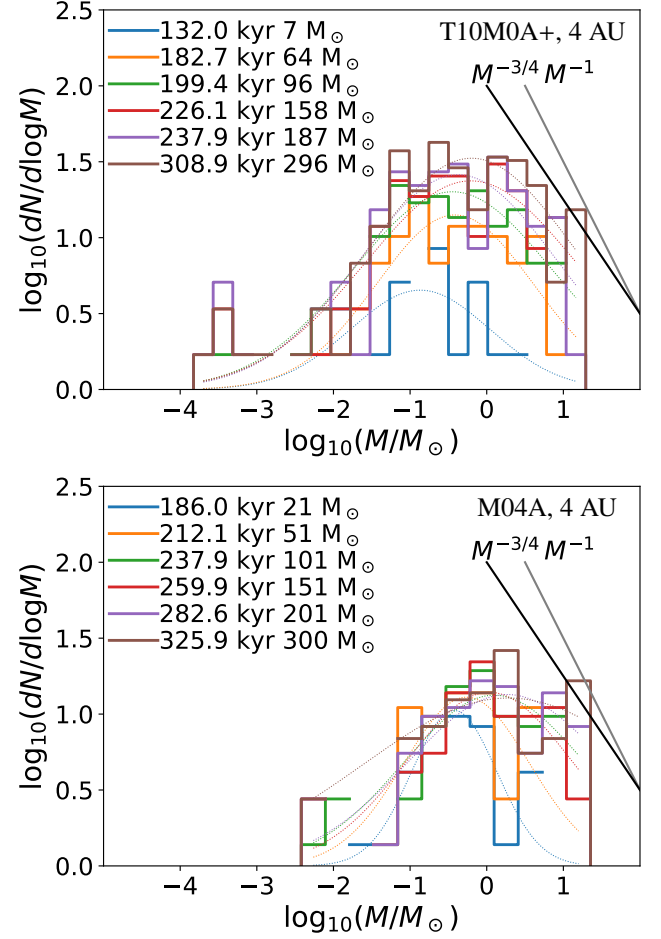 2.5
2.0
1.5
1.0
0.5
0.0
log₁₀(dN/dlogM)
132.0 kyr 7 M⊙
182.7 kyr 64 M⊙
199.4 kyr 96 M⊙
226.1 kyr 158 M⊙
237.9 kyr 187 M⊙
308.9 kyr 296 M⊙
T10M0A+, 4 AU
M⁻³ᐟ⁴ M⁻¹
−4 −3 −2 −1 0 1
log₁₀(M/M⊙)
2.5
2.0
1.5
1.0
0.5
0.0
log₁₀(dN/dlogM)
186.0 kyr 21 M⊙
212.1 kyr 51 M⊙
237.9 kyr 101 M⊙
259.9 kyr 151 M⊙
282.6 kyr 201 M⊙
325.9 kyr 300 M⊙
M04A, 4 AU
M⁻³ᐟ⁴ M⁻¹
−4 −3 −2 −1 0 1
log₁₀(M/M⊙)